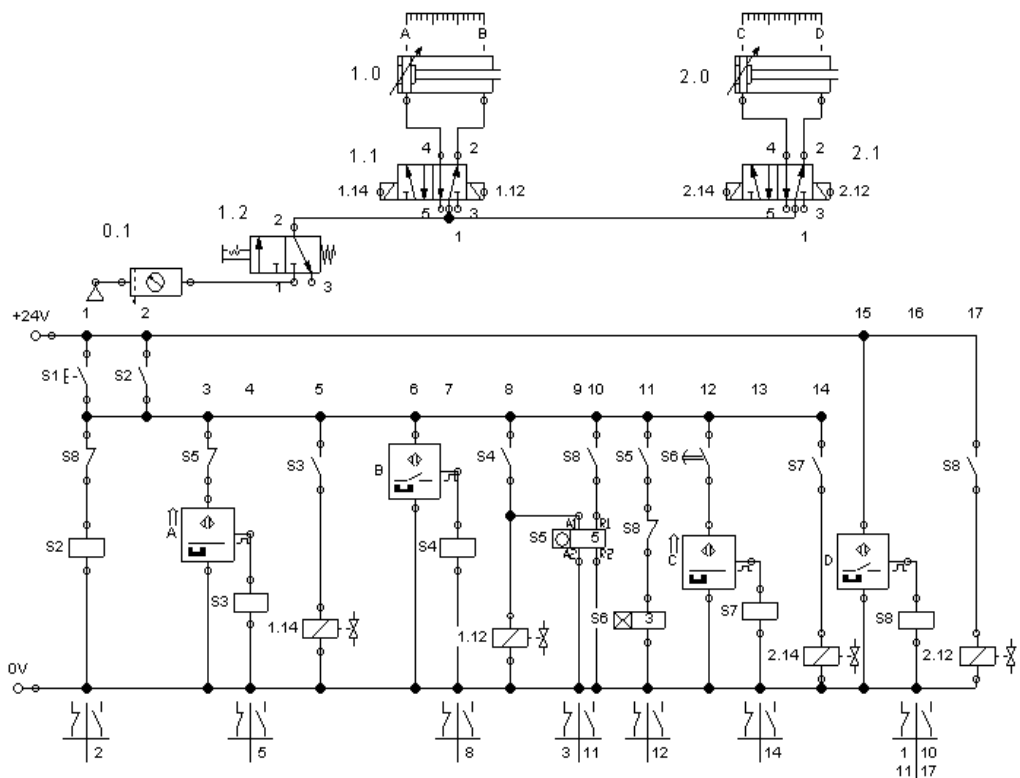 A B C D
1.0 2.0
4 2 4 2
1.1 2.1
1.14 1.12 2.14 2.12
5 3 5 3
1.2 2 1 1
0.1
1 3
1 2 15 16 17
+24V
S1 S2
3 4 5 6 7 8 9 10 11 12 13 14
S8 S5 S3 B S4 S8 S5 S6 S7 S8
A1 R1
S2 A S4 S5 5 S8 C D
A2 R2
S3 S6 3 S7 S8
1.14 1.12 2.14 2.12
0V
2 5 8 3 11 12 14 1 10
11 17